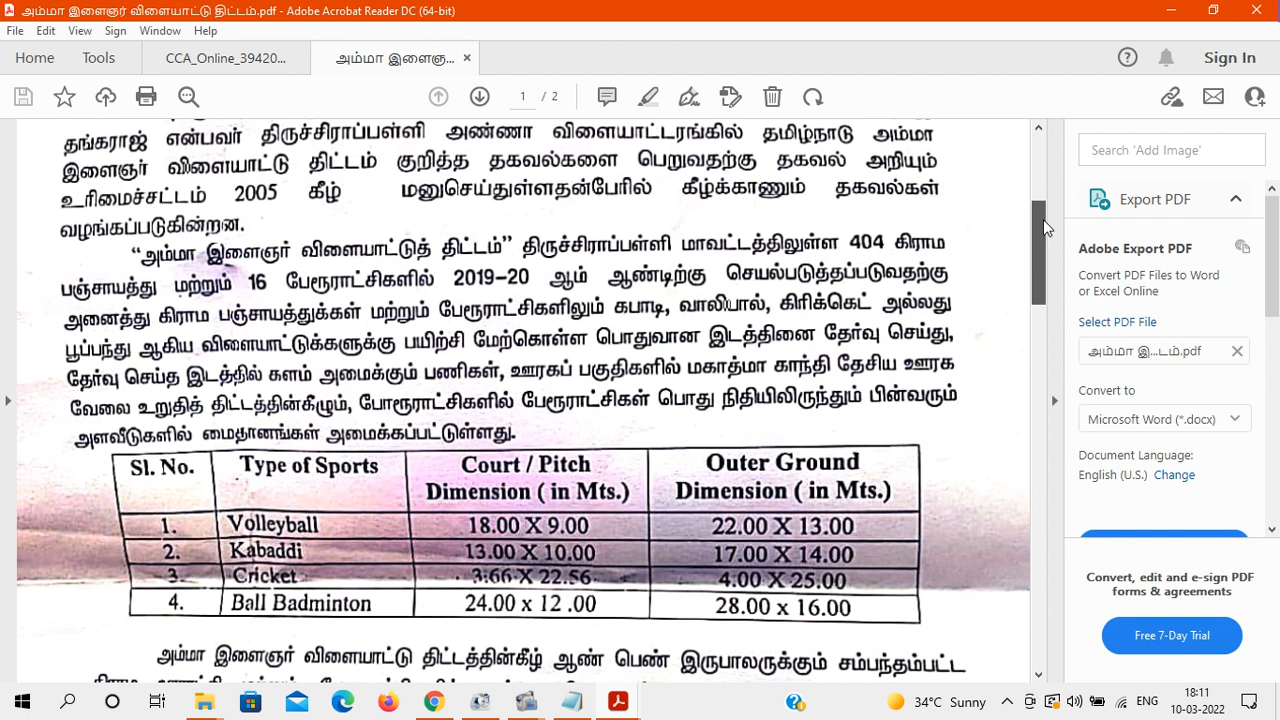 அம்மா இளைஞர் விளையாட்டு திட்டம்.pdf - Adobe Acrobat Reader DC (64-bit)
File Edit View Sign Window Help
Home Tools CCA_Online_39420... அம்மா இளைஞ... × Sign In
1 / 2
Search 'Add Image'
தங்கராஜ் என்பவர் திருச்சிராப்பள்ளி அண்ணா விளையாட்டரங்கில் தமிழ்நாடு அம்மா
இளைஞர் விளையாட்டு திட்டம் குறித்த தகவல்களை பெறுவதற்கு தகவல் அறியும்
உரிமைச்சட்டம் 2005 கீழ் மனுசெய்துள்ளதன்பேரில் கீழ்க்காணும் தகவல்கள்
வழங்கப்படுகின்றன.
“அம்மா இளைஞர் விளையாட்டுத் திட்டம்” திருச்சிராப்பள்ளி மாவட்டத்திலுள்ள 404 கிராம
பஞ்சாயத்து மற்றும் 16 பேரூராட்சிகளில் 2019-20 ஆம் ஆண்டிற்கு செயல்படுத்தப்படுவதற்கு
அனைத்து கிராம பஞ்சாயத்துக்கள் மற்றும் பேரூராட்சிகளிலும் கபாடி, வாலிபால், கிரிக்கெட் அல்லது
பூப்பந்து ஆகிய விளையாட்டுக்களுக்கு பயிற்சி மேற்கொள்ள பொதுவான இடத்தினை தேர்வு செய்து,
தேர்வு செய்த இடத்தில் களம் அமைக்கும் பணிகள், ஊரகப் பகுதிகளில் மகாத்மா காந்தி தேசிய ஊரக
வேலை உறுதித் திட்டத்தின்கீழும், போரூராட்சிகளில் பேரூராட்சிகள் பொது நிதியிலிருந்தும் பின்வரும்
அளவீடுகளில் மைதானங்கள் அமைக்கப்பட்டுள்ளது.
Sl. No. Type of Sports Court / Pitch Dimension ( in Mts.) Outer Ground Dimension ( in Mts.)
1. Volleyball 18.00 X 9.00 22.00 X 13.00
2. Kabaddi 13.00 X 10.00 17.00 X 14.00
3. Cricket 3.66 X 22.56 4.00 X 25.00
4. Ball Badminton 24.00 x 12 .00 28.00 x 16.00
அம்மா இளைஞர் விளையாட்டு திட்டத்தின்கீழ் ஆண் பெண் இருபாலருக்கும் சம்பந்தப்பட்ட
Export PDF
Adobe Export PDF
Convert PDF Files to Word
or Excel Online
Select PDF File
அம்மா இ...டம்.pdf
Convert to
Microsoft Word (*.docx)
Document Language:
English (U.S.) Change
Convert, edit and e-sign PDF
forms & agreements
Free 7-Day Trial
34°C Sunny ENG 18:11
10-03-2022